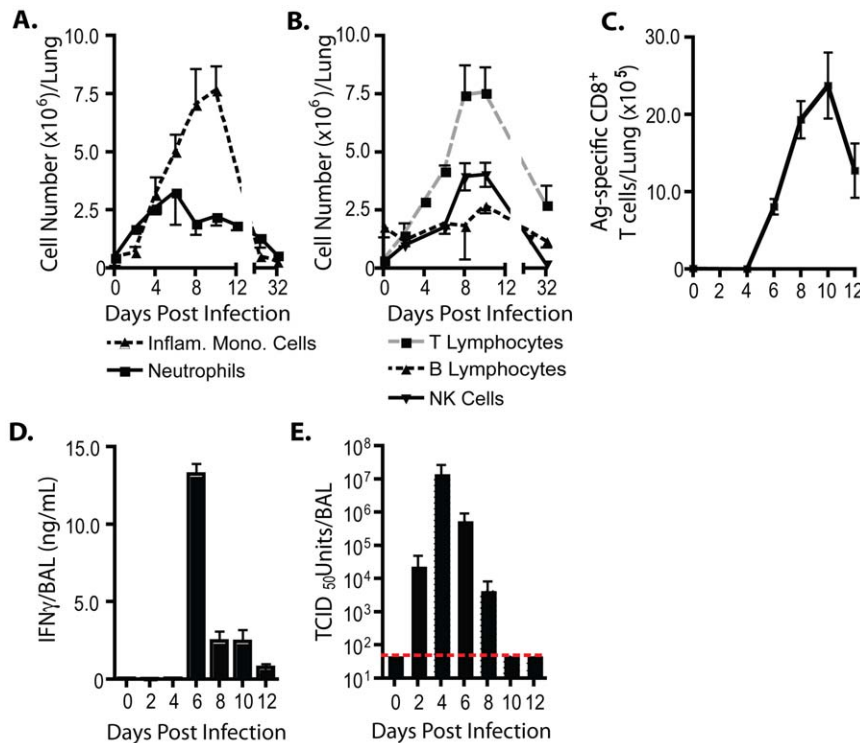 A.
Cell Number (x10⁶)/Lung
7.5
5.0
2.5
0
0 4 8 12 32
Days Post Infection
Inflam. Mono. Cells
Neutrophils
B.
Cell Number (x10⁶)/Lung
7.5
5.0
2.5
0
0 4 8 12 32
Days Post Infection
T Lymphocytes
B Lymphocytes
NK Cells
C.
Ag-specific CD8⁺
T cells/Lung (x10⁵)
30.0
20.0
10.0
0
0 2 4 6 8 10 12
Days Post Infection
D.
IFNγ/BAL (ng/mL)
15.0
10.0
5.0
0
0 2 4 6 8 10 12
Days Post Infection
E.
TCID ₅₀Units/BAL
10⁸
10⁷
10⁶
10⁵
10⁴
10³
10²
10¹
0 2 4 6 8 10 12
Days Post Infection